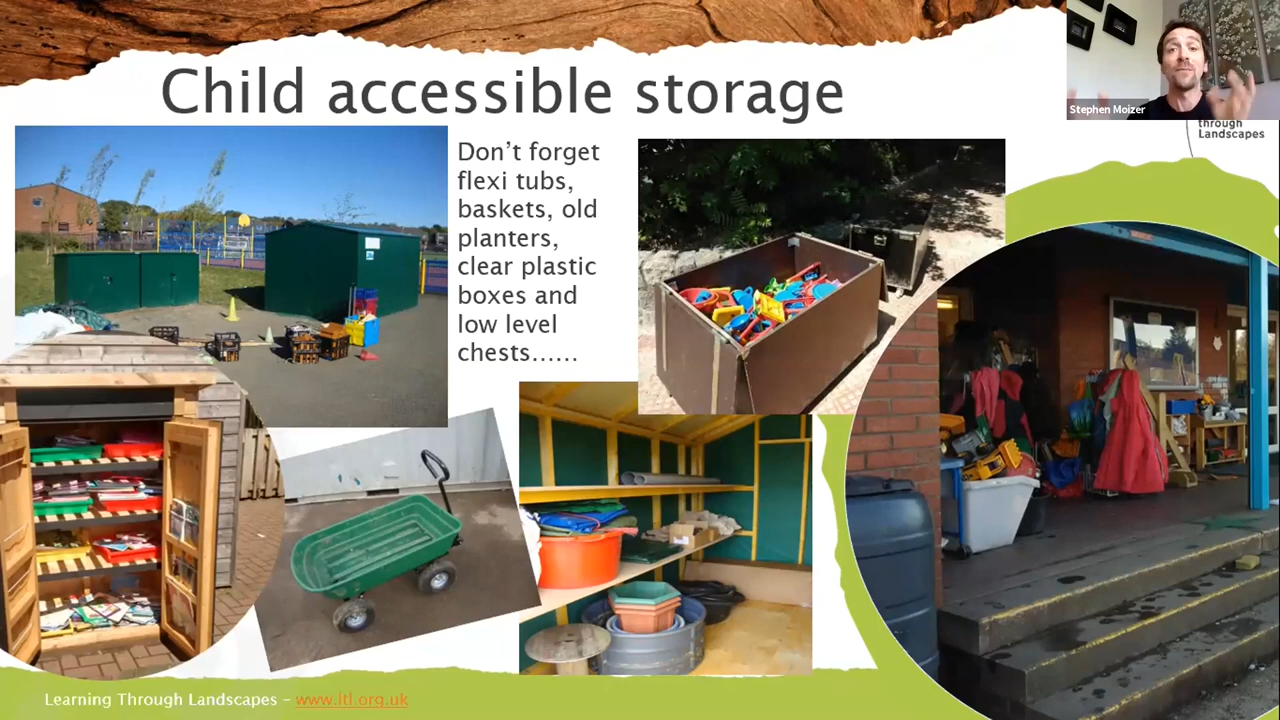 Child accessible storage
Stephen Moizer
through
Landscapes
Don't forget
flexi tubs,
baskets, old
planters,
clear plastic
boxes and
low level
chests......
Learning Through Landscapes – www.ltl.org.uk